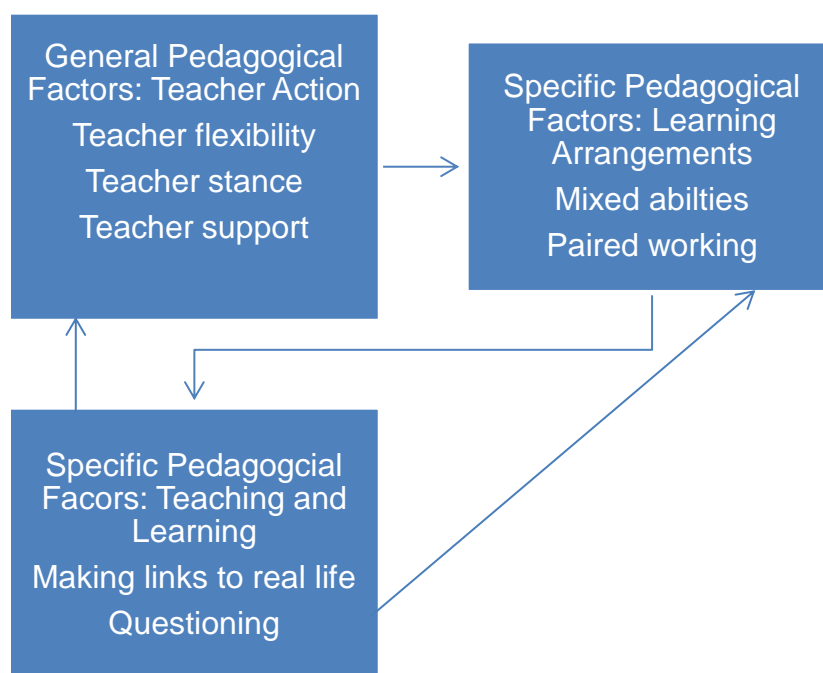 General Pedagogical
Factors: Teacher Action
Teacher flexibility
Teacher stance
Teacher support
Specific Pedagogical
Factors: Learning
Arrangements
Mixed abilties
Paired working
Specific Pedagogcial
Facors: Teaching and
Learning
Making links to real life
Questioning